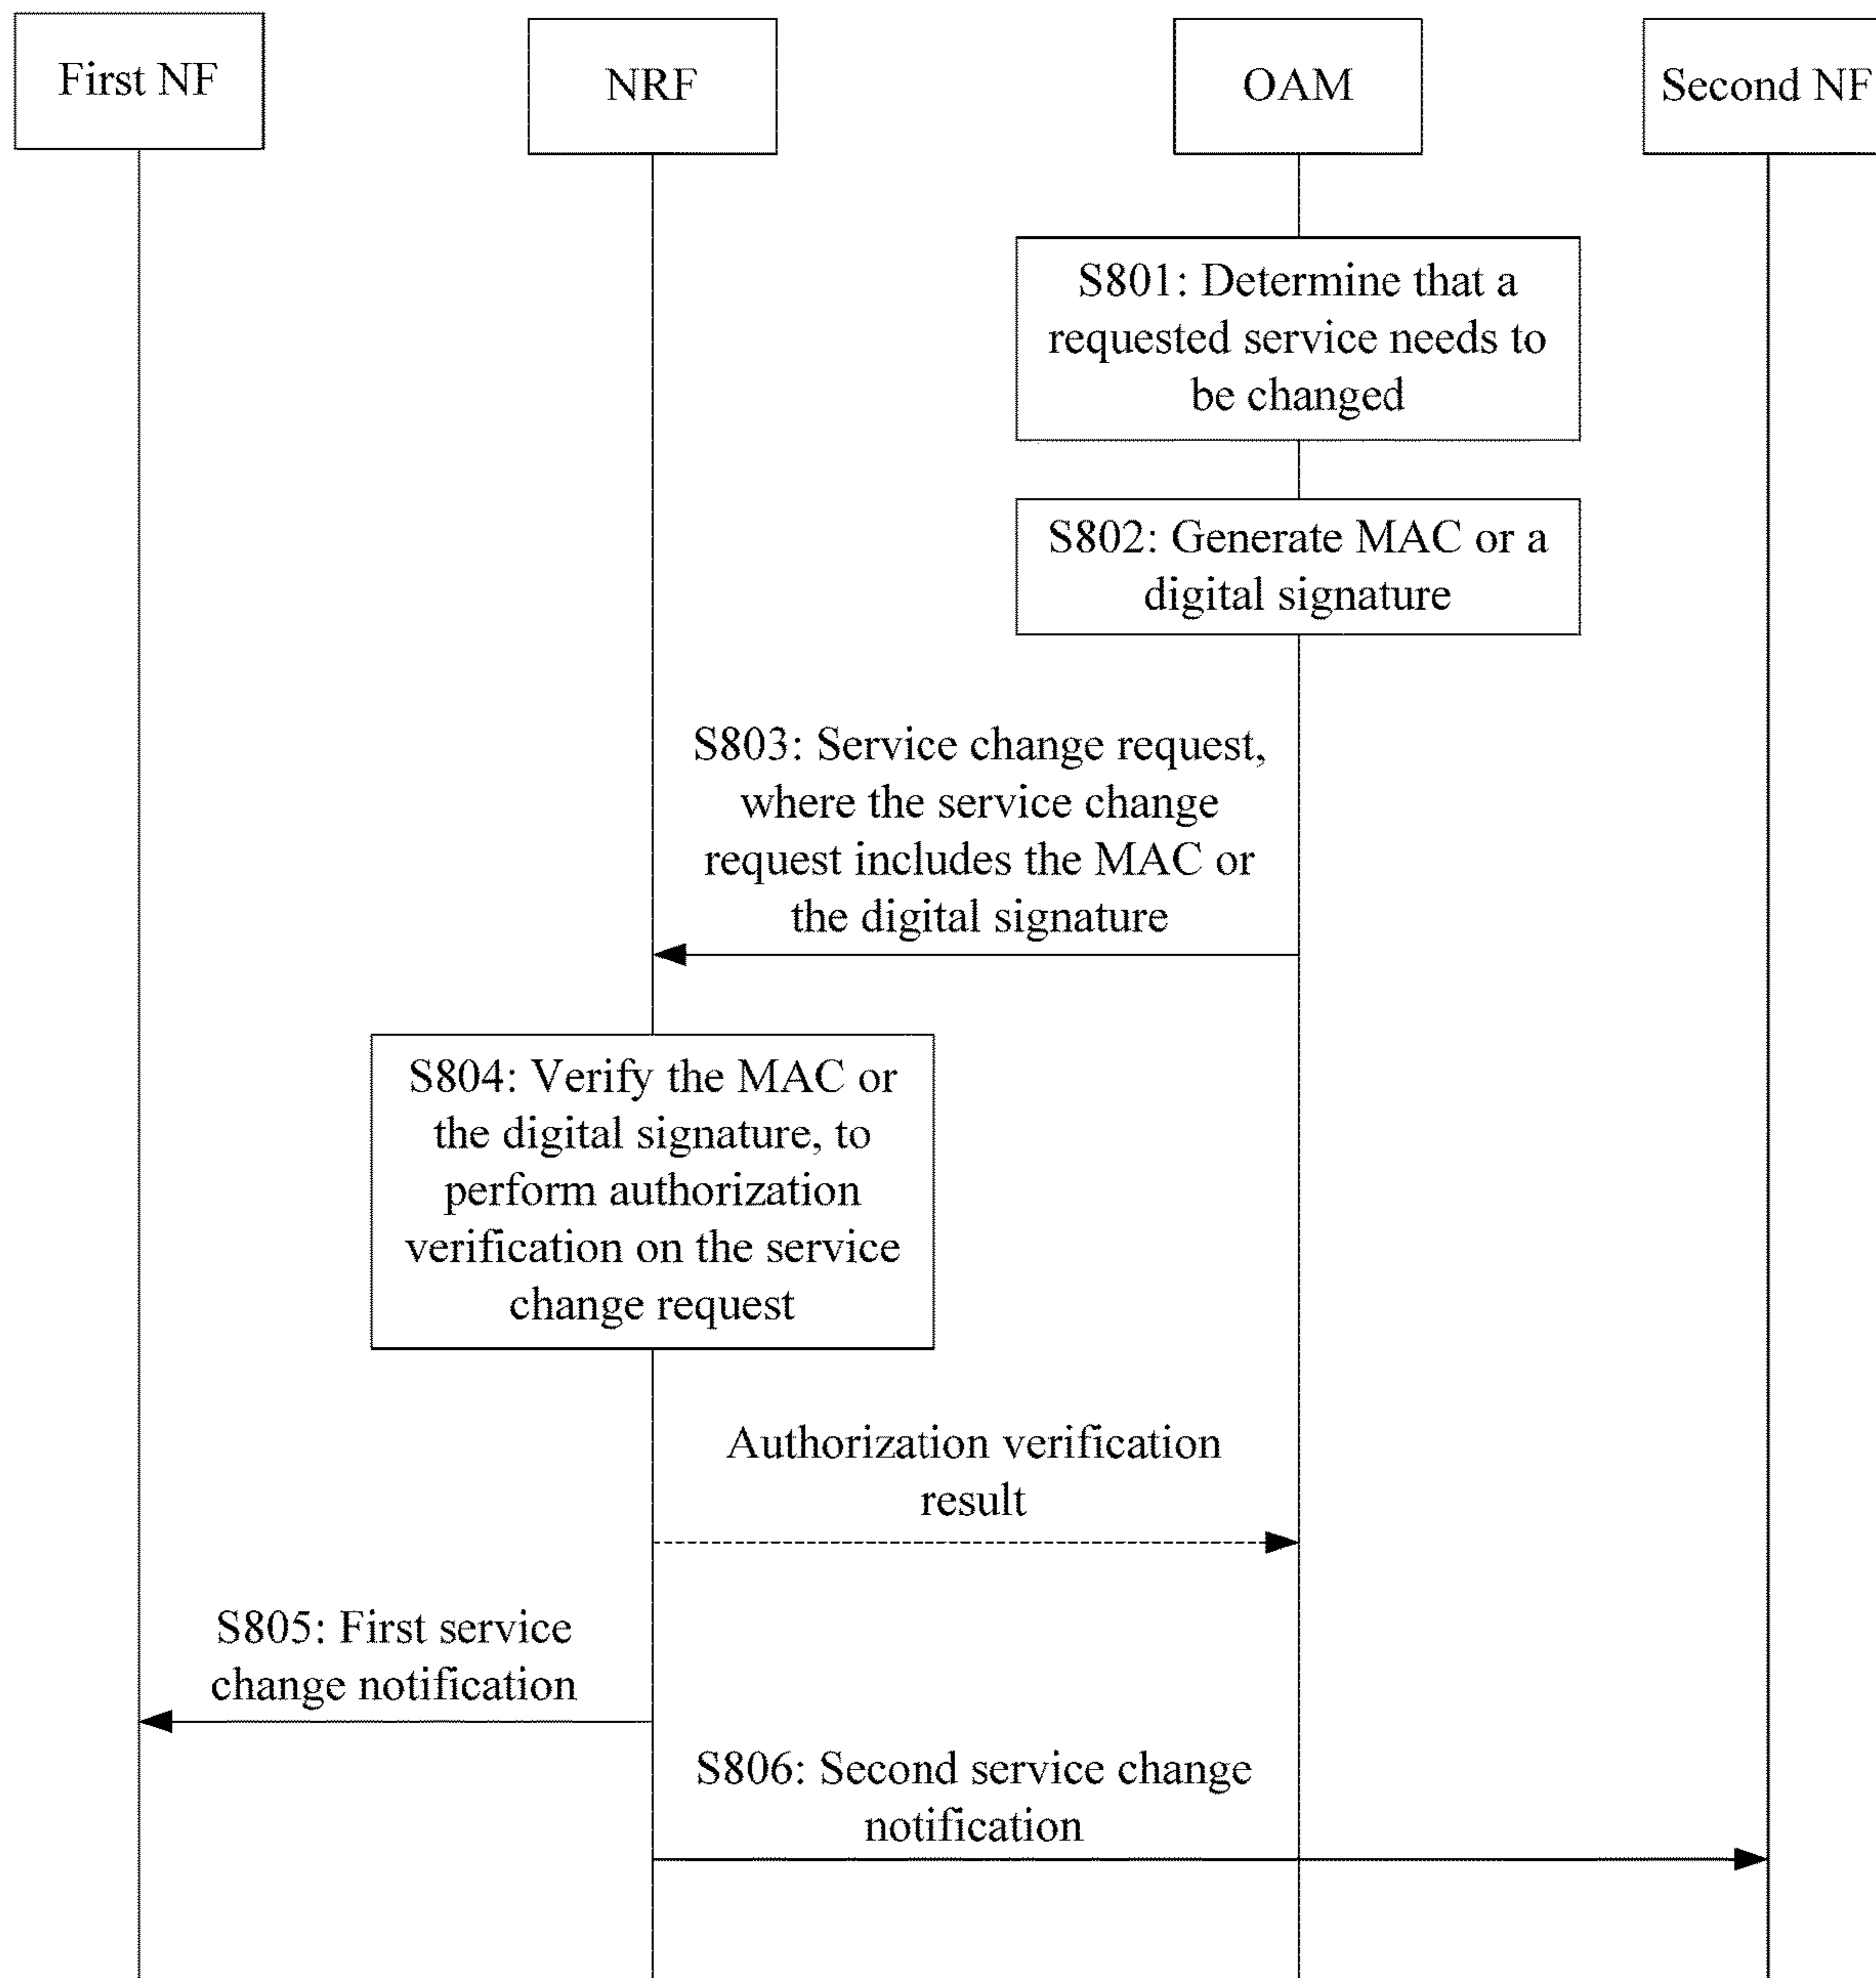 First NF
NRF
OAM
Second NF
S801: Determine that a
requested service needs to
be changed
S802: Generate MAC or a
digital signature
S803: Service change request,
where the service change
request includes the MAC or
the digital signature
S804: Verify the MAC or
the digital signature, to
perform authorization
verification on the service
change request
Authorization verification
result
S805: First service
change notification
S806: Second service change
notification